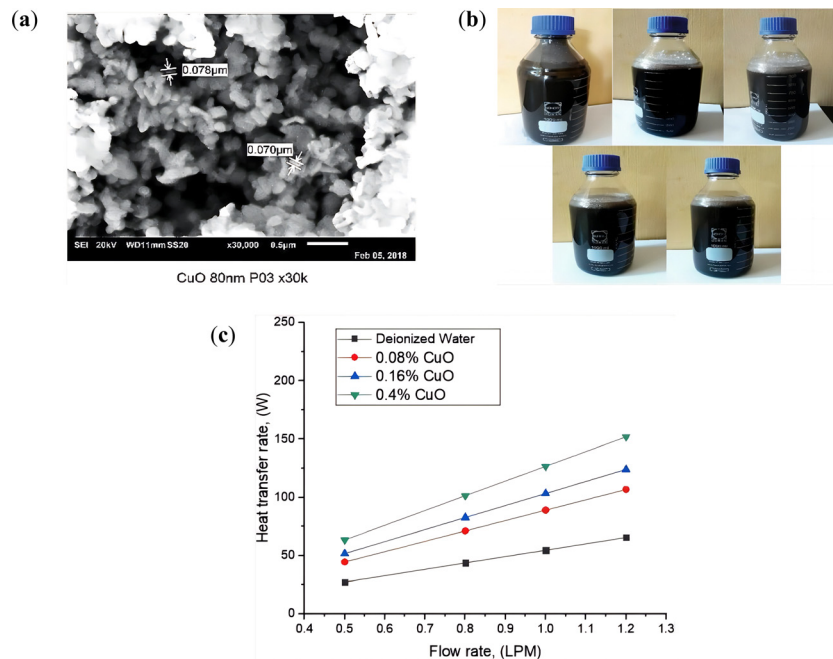 (a)
0.078µm
0.070µm
SEI 20kV WD11mm SS20 x30,000 0.5µm
Feb 05, 2018
CuO 80nm P03 x30k
(b)
(c)
250
200
150
100
50
0
Heat transfer rate, (W)
Deionized Water
0.08% CuO
0.16% CuO
0.4% CuO
0.4 0.5 0.6 0.7 0.8 0.9 1.0 1.1 1.2 1.3
Flow rate, (LPM)